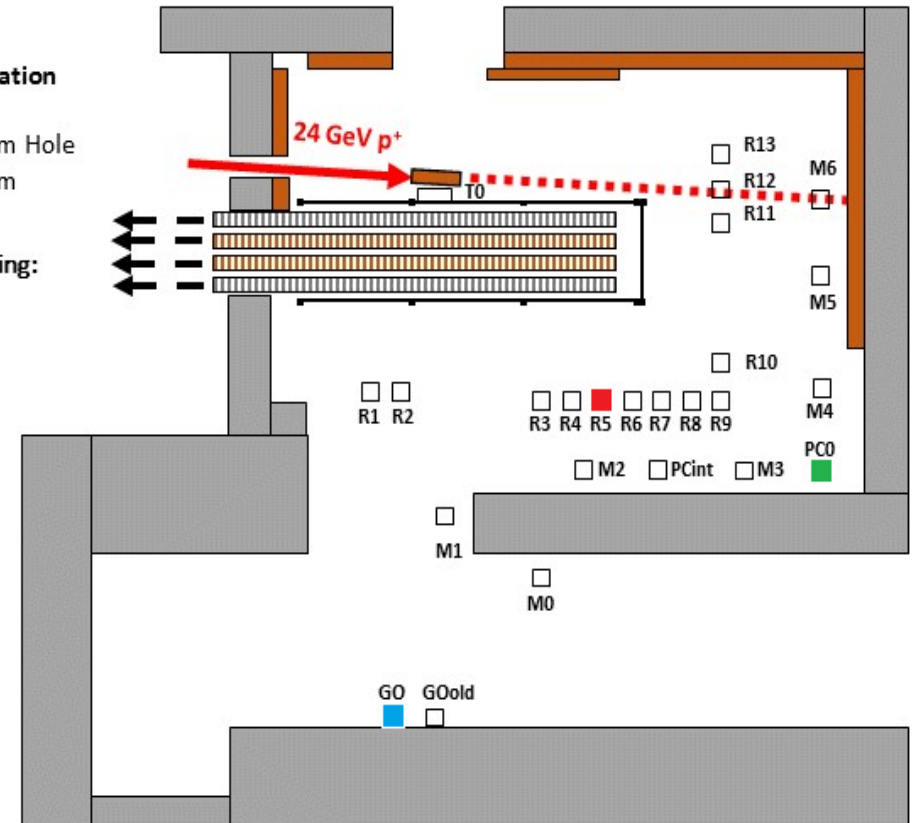 ation
m Hole
m
ing:
24 GeV p⁺
T0
R13
M6
R12
R11
M5
R10
M4
R1 R2
R3 R4 R5 R6 R7 R8 R9
PC0
M2 PCint M3
M1
M0
GO GOold